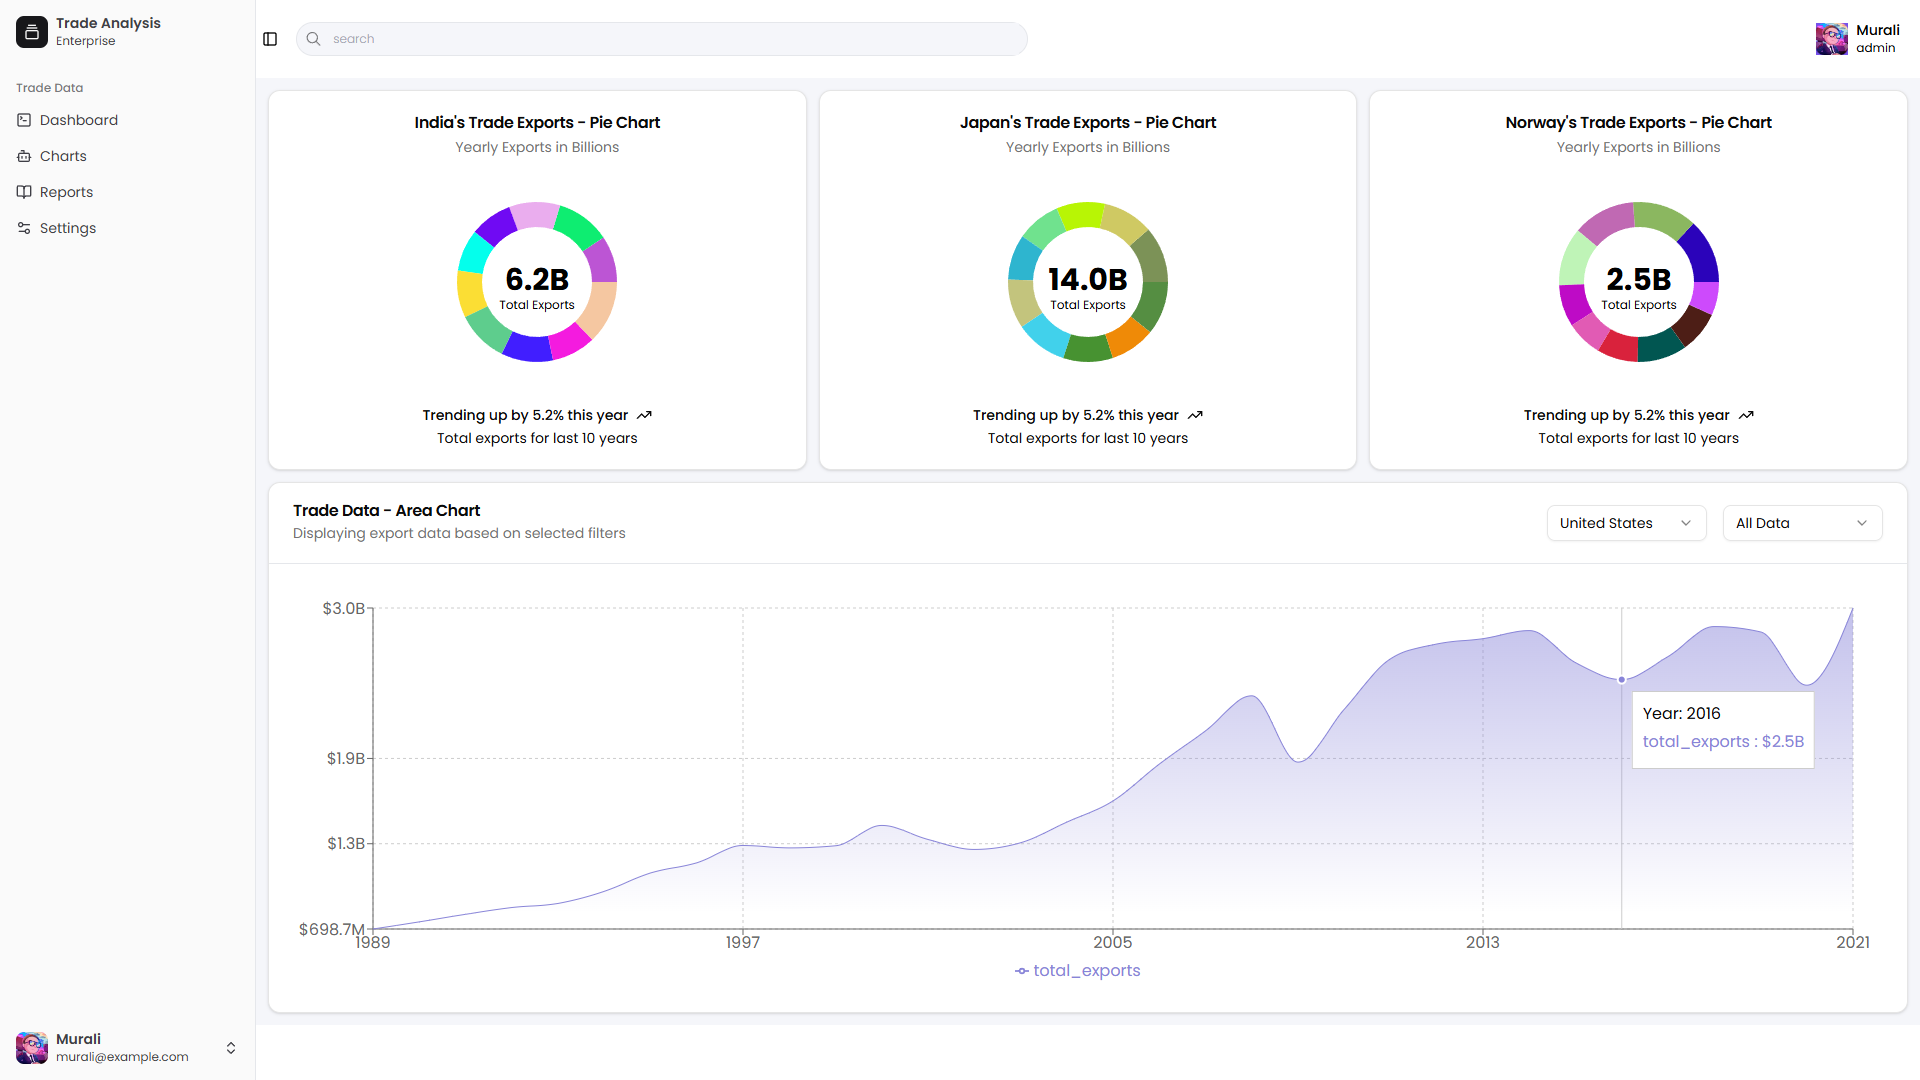 Trade Analysis
Enterprise
Trade Data
Dashboard
Charts
Reports
Settings
Murali
murali@example.com
search
Murali
admin
India's Trade Exports - Pie Chart
Yearly Exports in Billions
6.2B
Total Exports
Trending up by 5.2% this year
Total exports for last 10 years
Japan's Trade Exports - Pie Chart
Yearly Exports in Billions
14.0B
Total Exports
Trending up by 5.2% this year
Total exports for last 10 years
Norway's Trade Exports - Pie Chart
Yearly Exports in Billions
2.5B
Total Exports
Trending up by 5.2% this year
Total exports for last 10 years
Trade Data - Area Chart
Displaying export data based on selected filters
United States
All Data
$3.0B
$1.9B
$1.3B
$698.7M
Year: 2016
total_exports : $2.5B
1989 1997 2005 2013 2021
total_exports